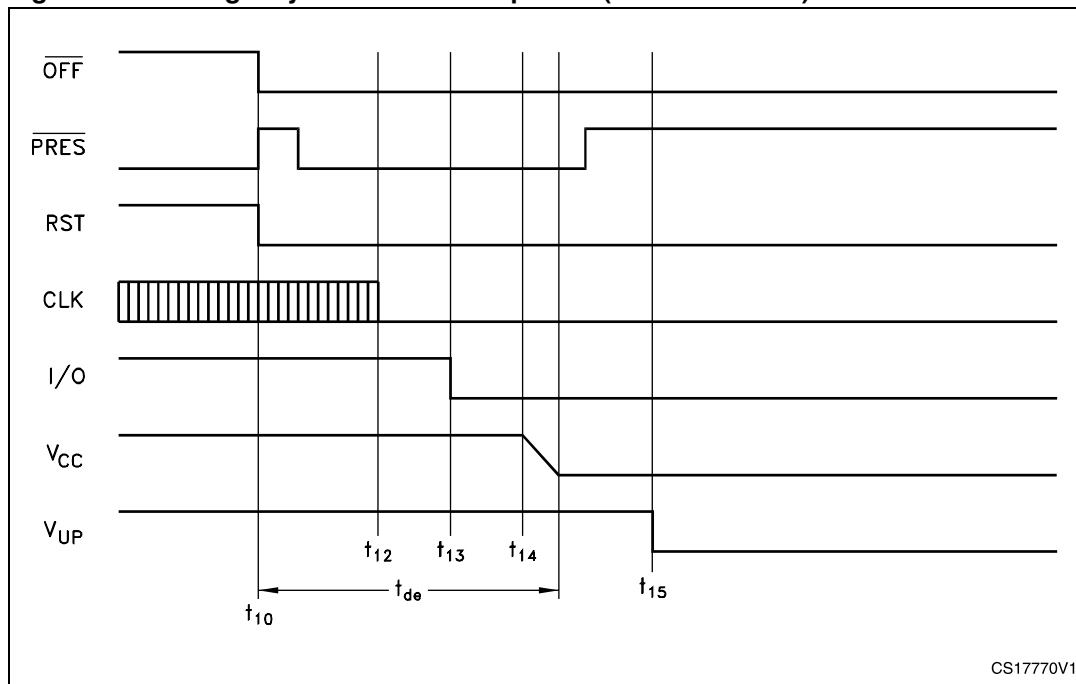 OFF
PRES
RST
CLK
I/O
VCC
VUP
t12 t13 t14
tde
t10
t15
CS17770V1